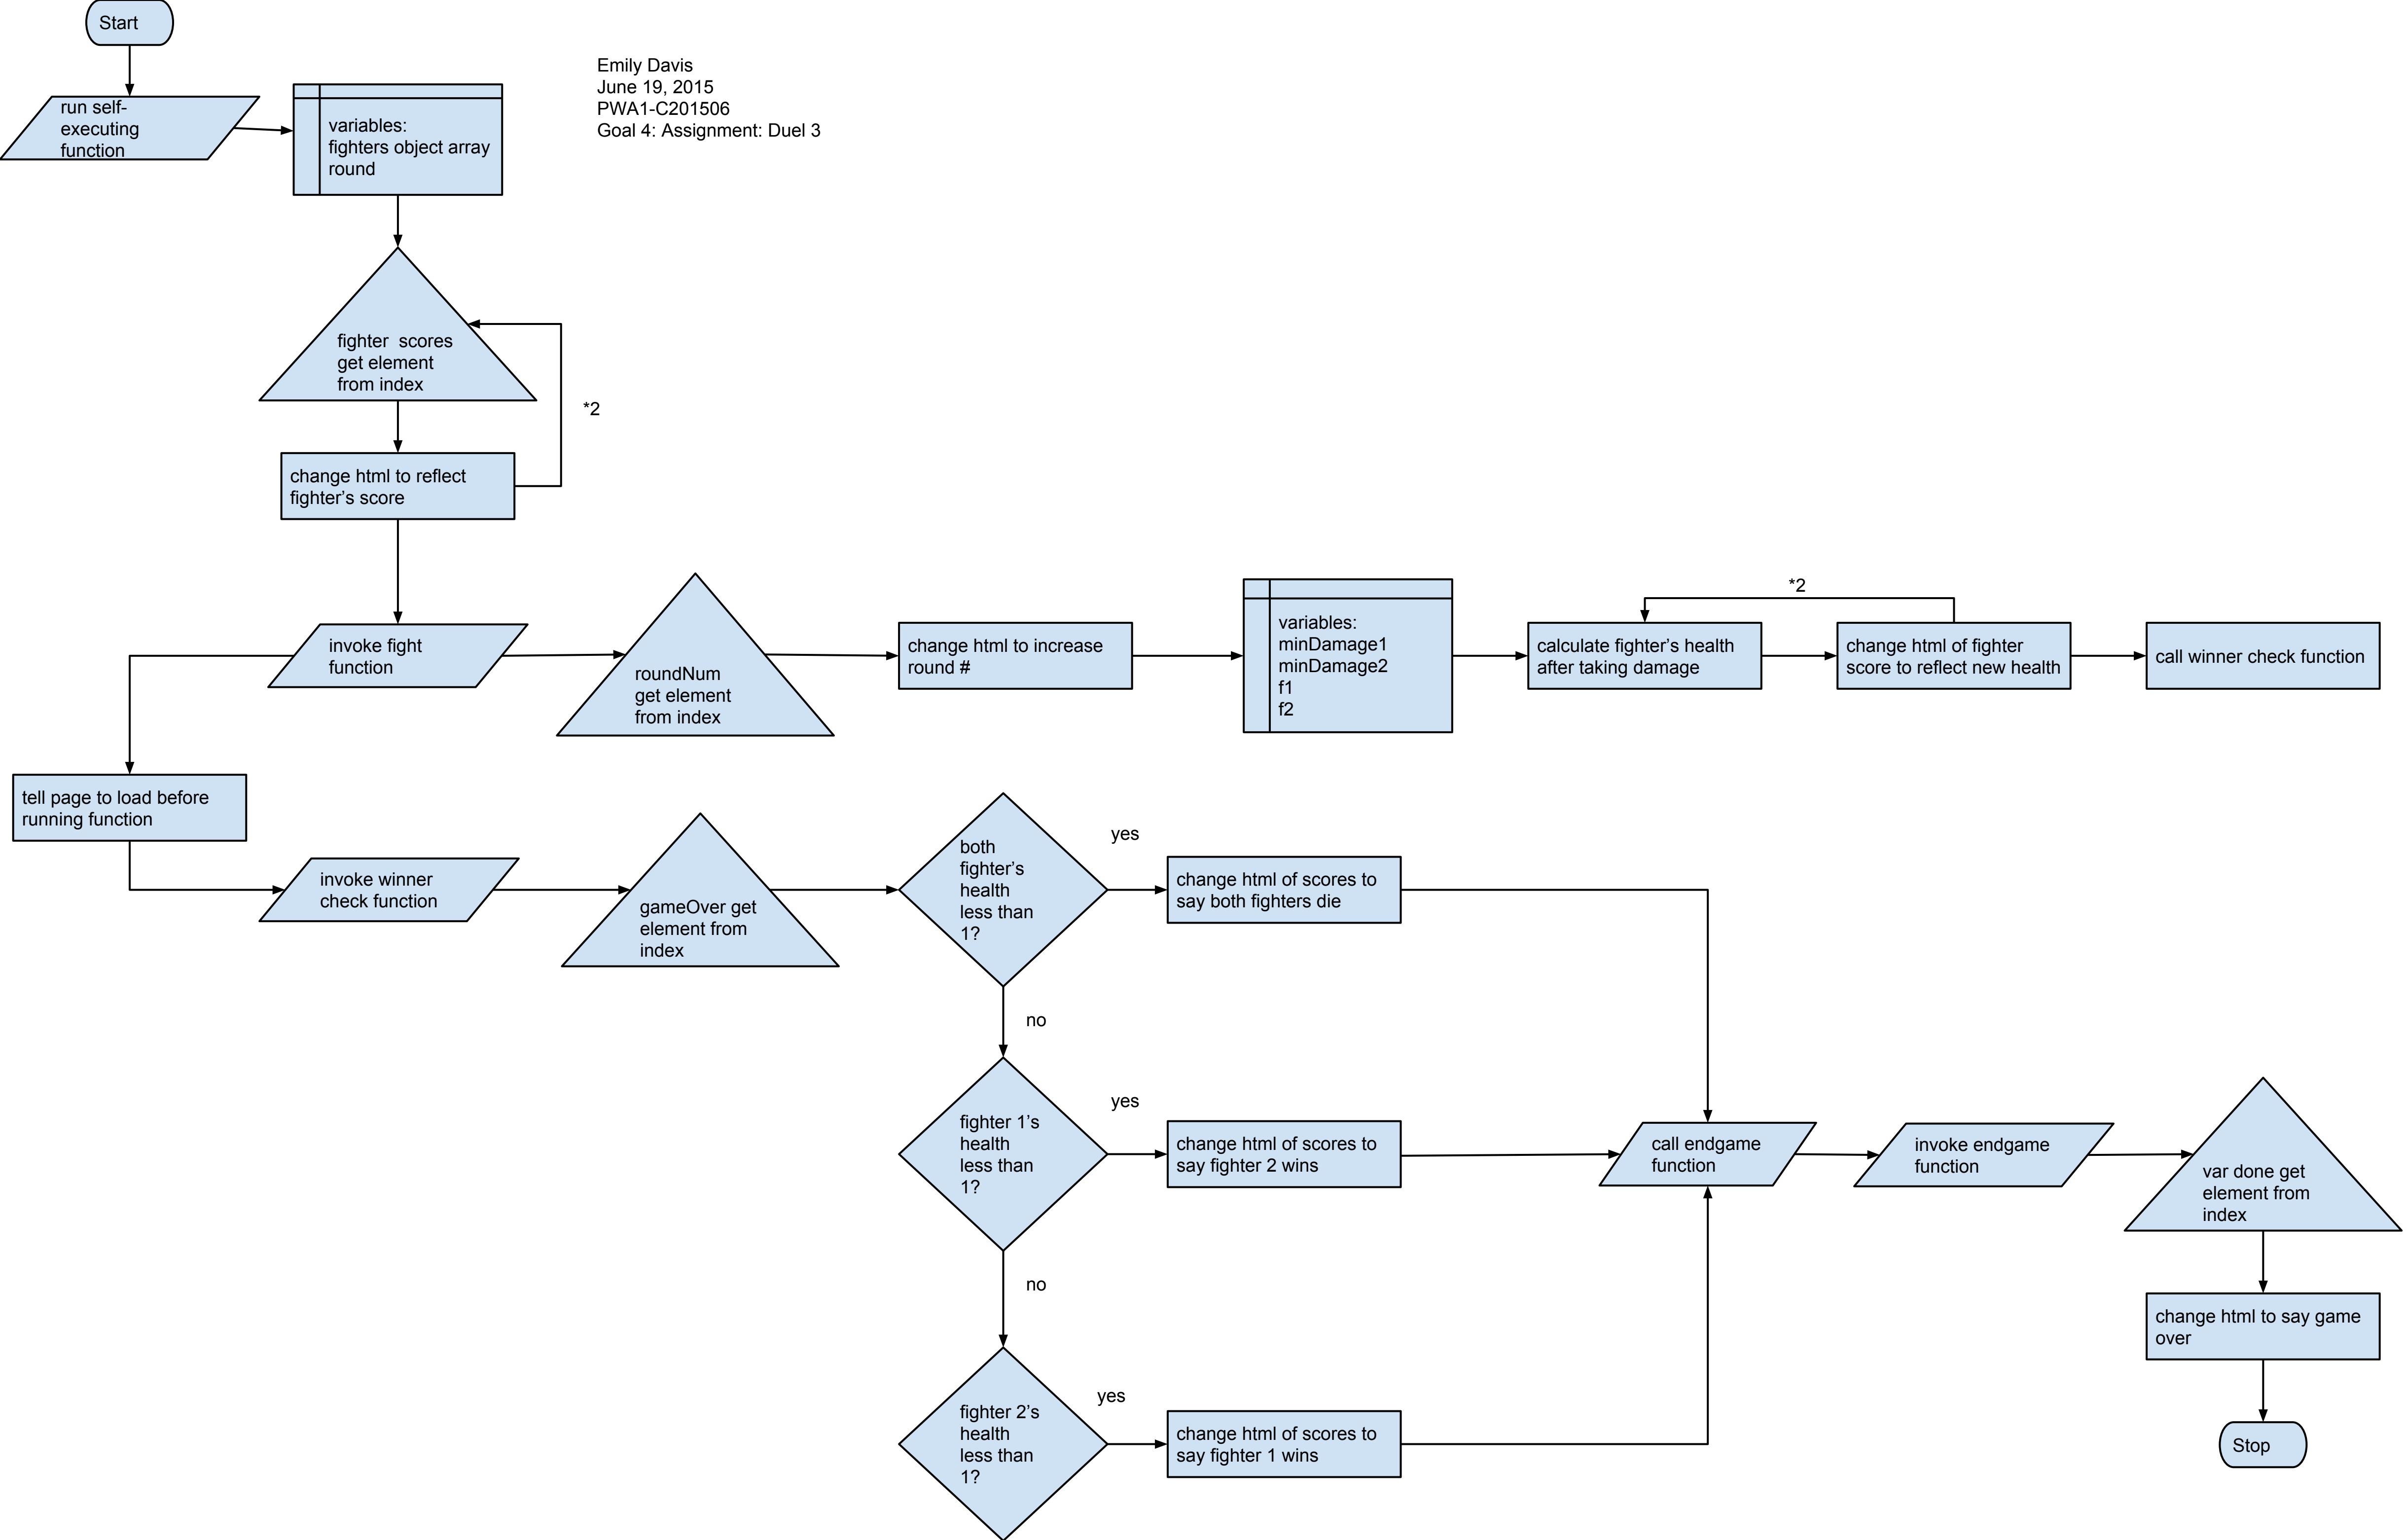 Start
Emily Davis
June 19, 2015
PWA1-C201506
Goal 4: Assignment: Duel 3
run self-
executing
function
variables:
fighters object array
round
fighter  scores
get element
from index
*2
change html to reflect
fighter’s score
invoke fight
function
roundNum
get element
from index
change html to increase
round #
variables:
minDamage1
minDamage2
f1
f2
*2
calculate fighter’s health
after taking damage
change html of fighter
score to reflect new health
call winner check function
tell page to load before
running function
invoke winner
check function
gameOver get
element from
index
both
fighter’s
health
less than
1?
yes
change html of scores to
say both fighters die
no
fighter 1’s
health
less than
1?
yes
change html of scores to
say fighter 2 wins
call endgame
function
invoke endgame
function
var done get
element from
index
no
change html to say game
over
fighter 2’s
health
less than
1?
yes
change html of scores to
say fighter 1 wins
Stop